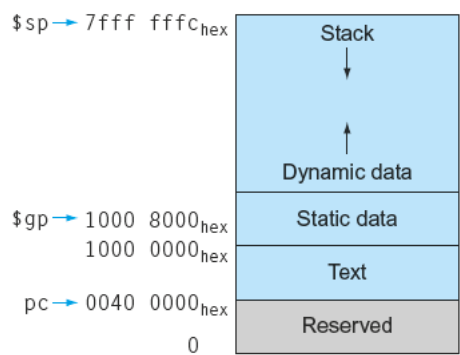 $sp → 7fff fffc hex
Stack
Dynamic data
$gp → 1000 8000 hex
Static data
1000 0000 hex
Text
pc → 0040 0000 hex
Reserved
0